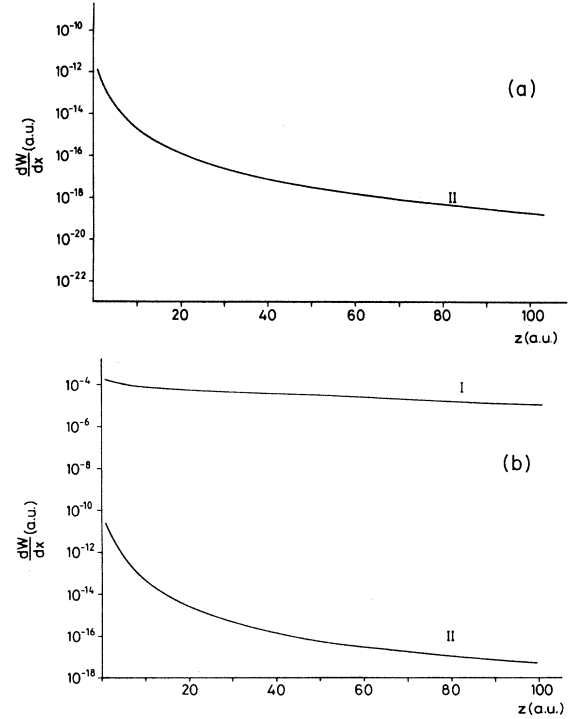 10⁻¹⁰
10⁻¹²
(a)
10⁻¹⁴
dW/dx (a.u.)
10⁻¹⁶
II
10⁻¹⁸
10⁻²⁰
10⁻²²
20 40 60 80 100
z (a.u.)
10⁻⁴
I
10⁻⁶
10⁻⁸
(b)
10⁻¹⁰
dW/dx (a.u.)
10⁻¹²
10⁻¹⁴
II
10⁻¹⁶
10⁻¹⁸
20 40 60 80 100
z (a.u.)